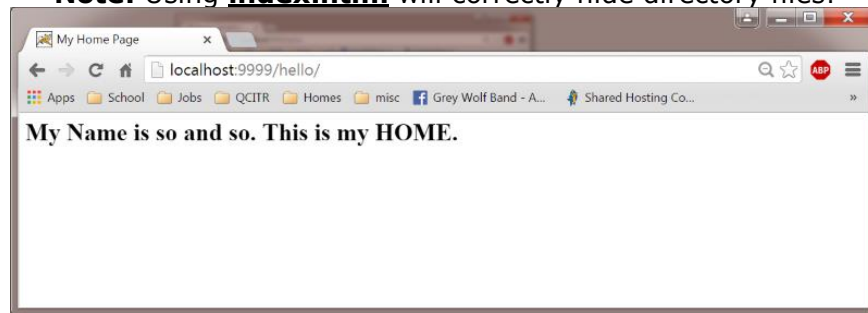 Note: Using index.html will correctly hide directory files.
My Home Page
localhost:9999/hello/
ABP
Apps School Jobs QCITR Homes misc Grey Wolf Band - A... Shared Hosting Co... »
My Name is so and so. This is my HOME.